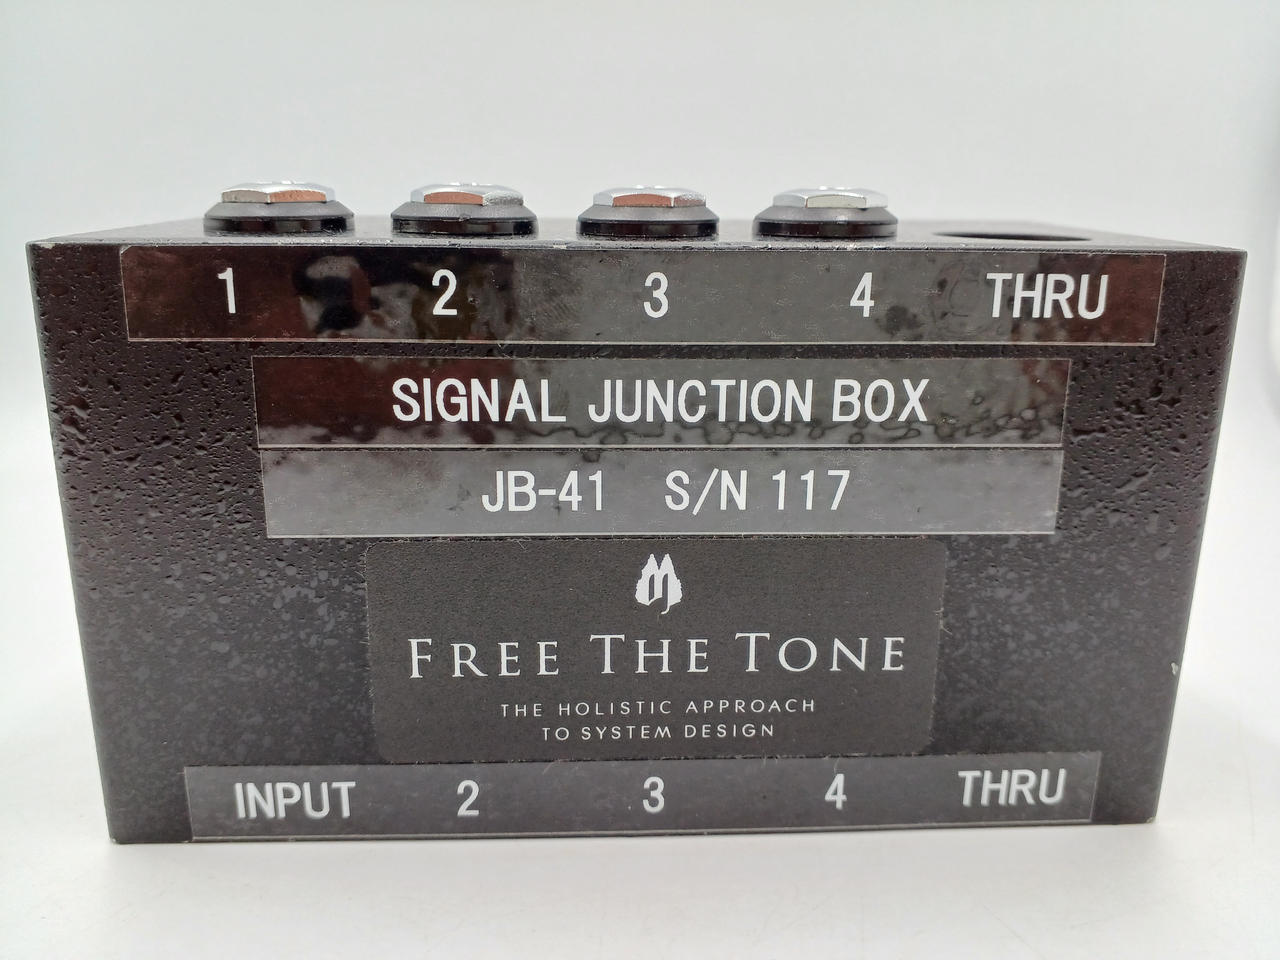 1 2 3 4 THRU
SIGNAL JUNCTION BOX
JB-41 S/N 117
FREE THE TONE
THE HOLISTIC APPROACH
TO SYSTEM DESIGN
INPUT 2 3 4 THRU